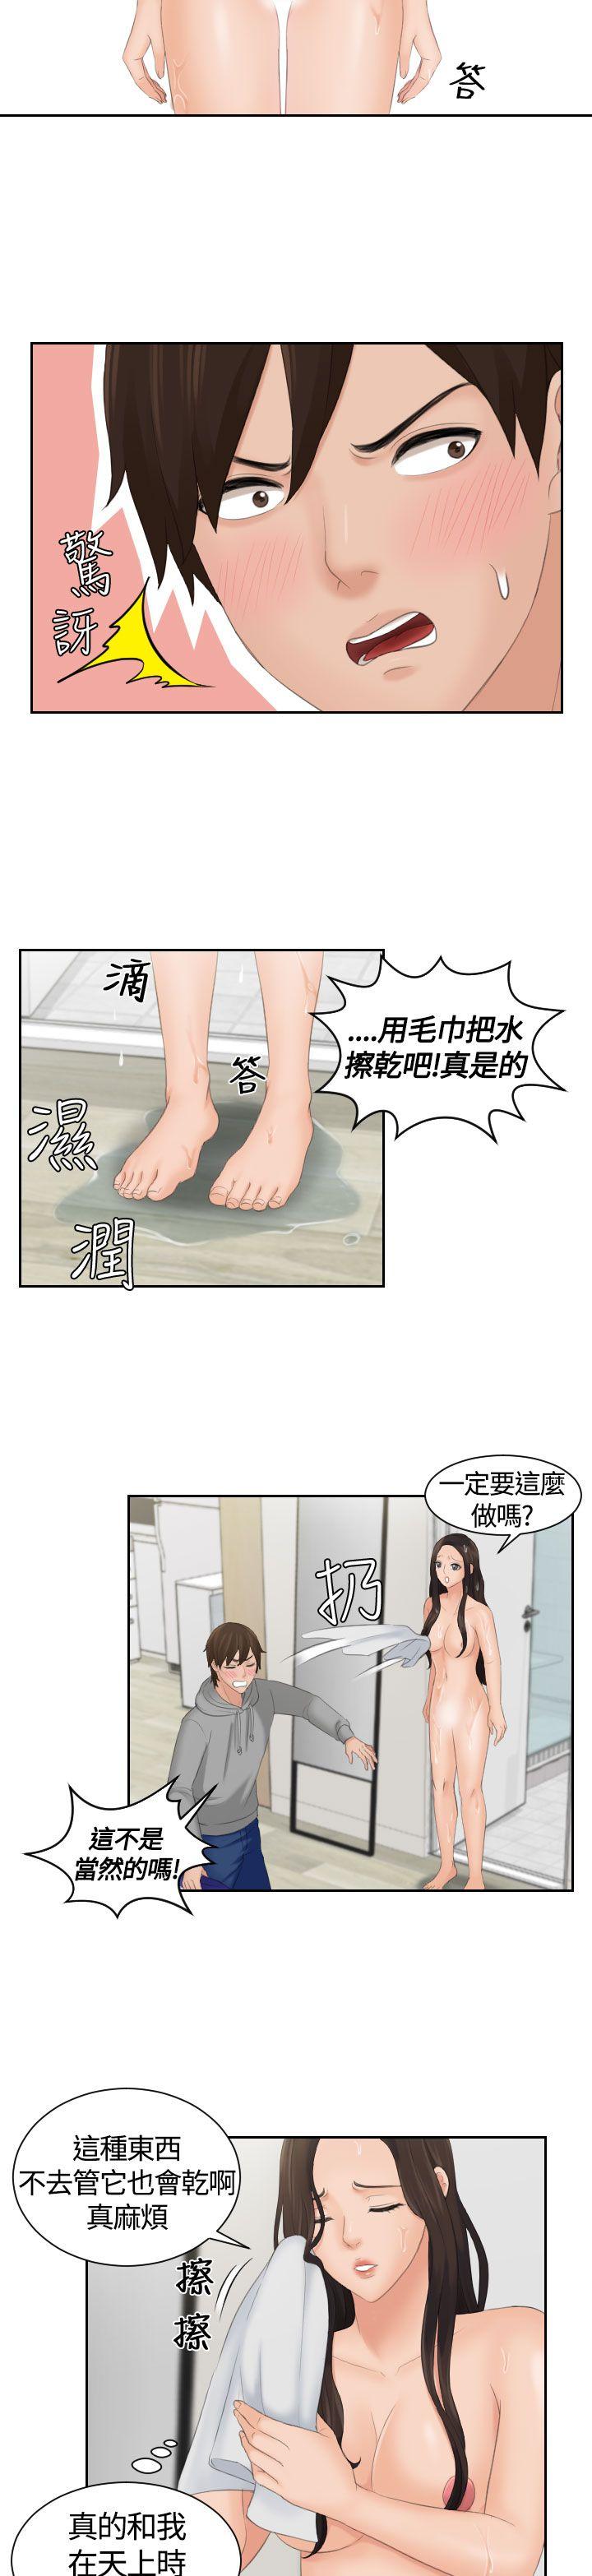 答
驚
訝
滴
答
....用毛巾把水
擦乾吧!真是的
濕
潤
一定要這麼
做嗎?
扔
這不是
當然的嗎!
這種東西
不去管它也會乾啊
真麻煩
擦
擦
真的和我
在天上時